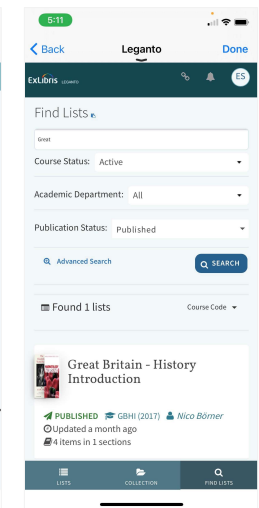 5:11
Back Leganto Done
ExLibris LEGANTO ES
Find Lists
Great
Course Status: Active
Academic Department: All
Publication Status: Published
Advanced Search SEARCH
Found 1 lists Course Code
Great Britain - History
Introduction
PUBLISHED GBHI (2017) Nico Börner
Updated a month ago
4 items in 1 sections
LISTS COLLECTION FIND LISTS